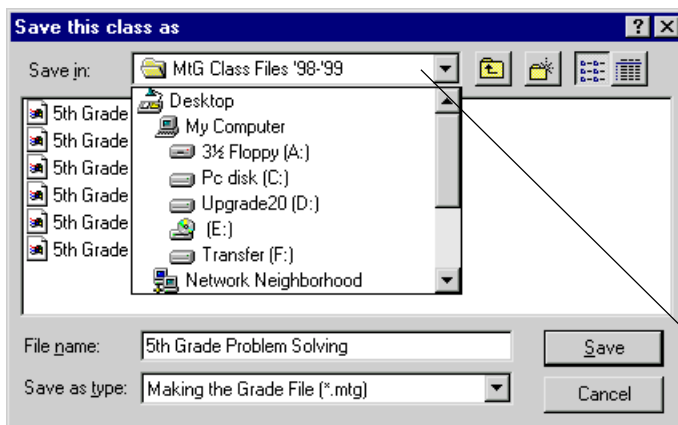 Save this class as
Save in: MtG Class Files '98-'99
Desktop
5th Grade
My Computer
5th Grade
3½ Floppy (A:)
5th Grade
Pc disk (C:)
5th Grade
Upgrade20 (D:)
5th Grade
(E:)
5th Grade
Transfer (F:)
Network Neighborhood
File name: 5th Grade Problem Solving
Save
Save as type: Making the Grade File (*.mtg)
Cancel